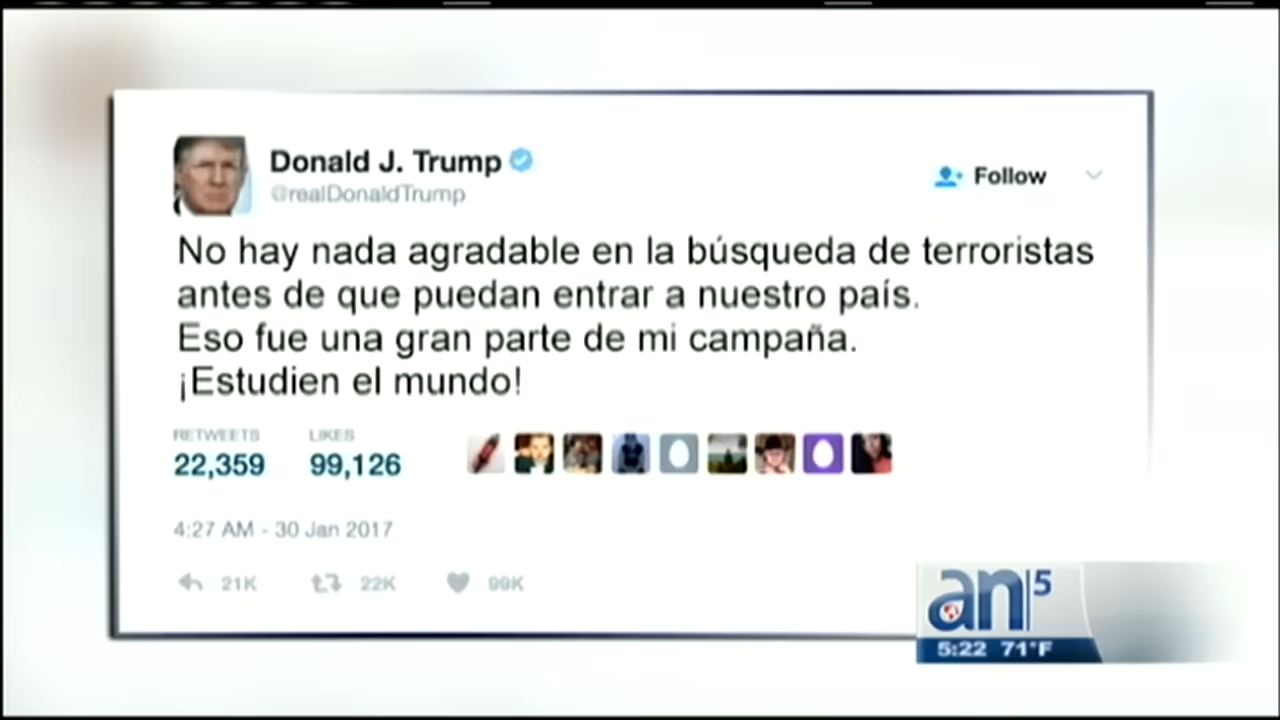 Donald J. Trump
@realDonaldTrump
Follow
No hay nada agradable en la búsqueda de terroristas
antes de que puedan entrar a nuestro país.
Eso fue una gran parte de mi campaña.
¡Estudien el mundo!
RETWEETS LIKES
22,359 99,126
4:27 AM - 30 Jan 2017
21K 22K 99K
an 5
5:22 71°F